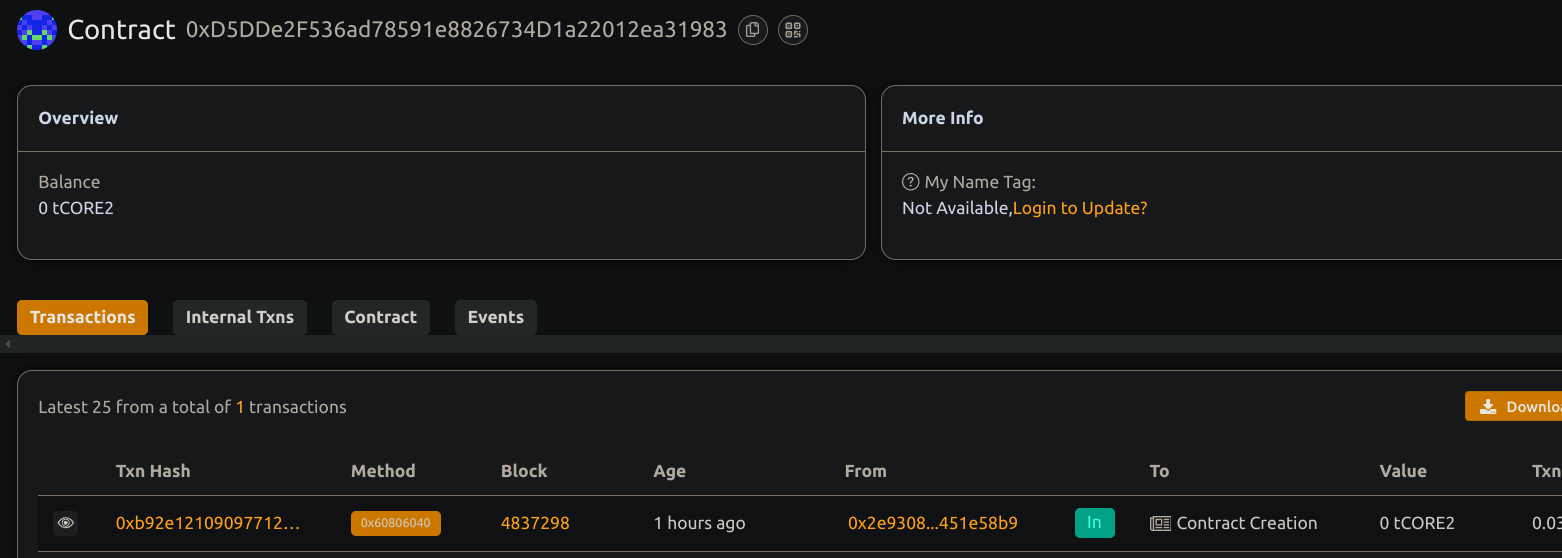 Contract 0xD5DDe2F536ad78591e8826734D1a22012ea31983
Overview
Balance
0 tCORE2
More Info
My Name Tag:
Not Available,Login to Update?
Transactions Internal Txns Contract Events
Latest 25 from a total of 1 transactions
Downloa
Txn Hash Method Block Age From To Value Txn
0xb92e12109097712... 0x60806040 4837298 1 hours ago 0x2e9308...451e58b9 In Contract Creation 0 tCORE2 0.03